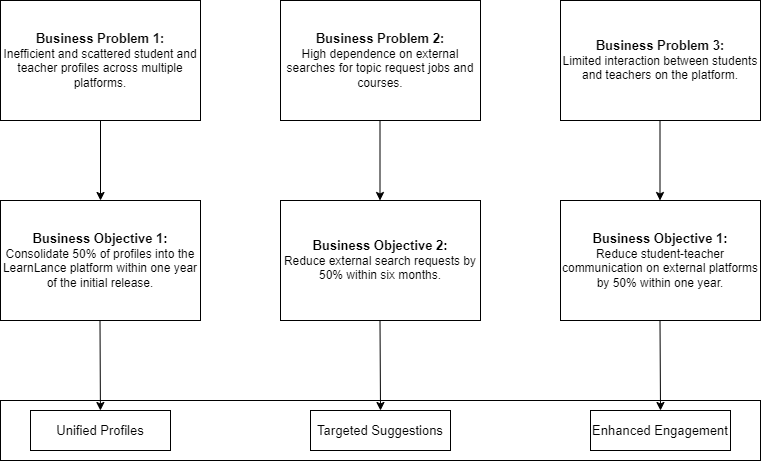 Business Problem 1:
Inefficient and scattered student and
teacher profiles across multiple
platforms.
Business Problem 2:
High dependence on external
searches for topic request jobs and
courses.
Business Problem 3:
Limited interaction between students
and teachers on the platform.
Business Objective 1:
Consolidate 50% of profiles into the
LearnLance platform within one year
of the initial release.
Business Objective 2:
Reduce external search requests by
50% within six months.
Business Objective 1:
Reduce student-teacher
communication on external platforms
by 50% within one year.
Unified Profiles
Targeted Suggestions
Enhanced Engagement